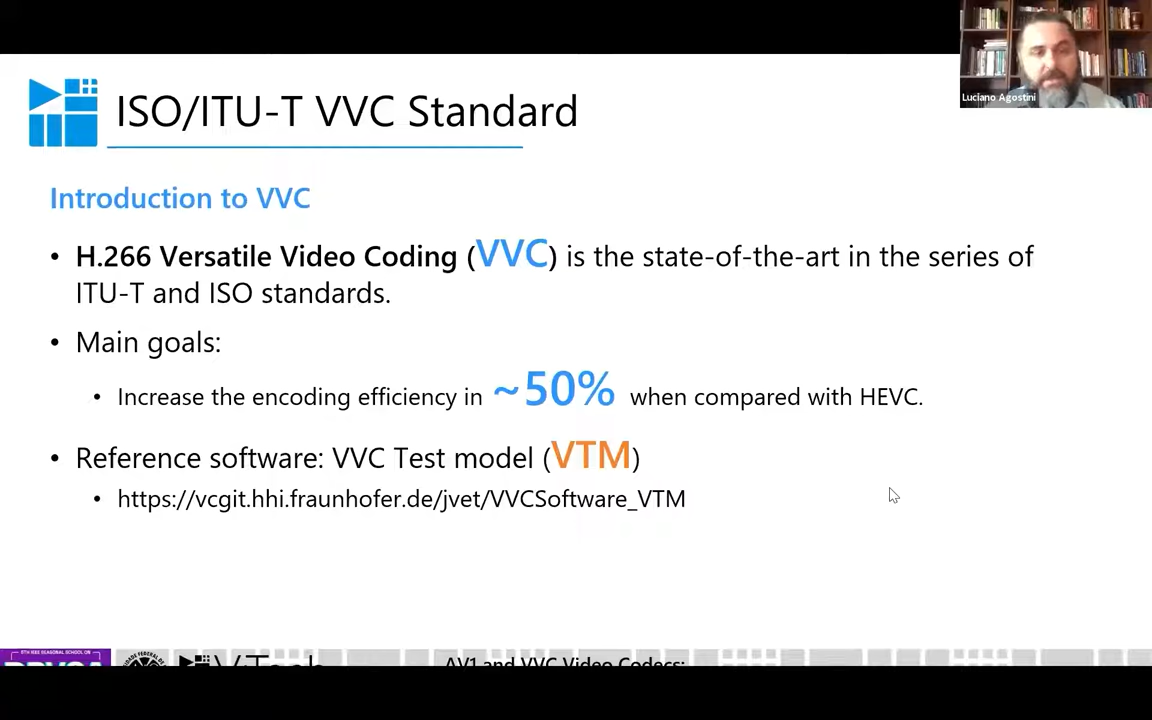 Luciano Agostini
ISO/ITU-T VVC Standard
Introduction to VVC
• H.266 Versatile Video Coding (VVC) is the state-of-the-art in the series of
ITU-T and ISO standards.
• Main goals:
• Increase the encoding efficiency in ~50% when compared with HEVC.
• Reference software: VVC Test model (VTM)
• https://vcgit.hhi.fraunhofer.de/jvet/VVCSoftware_VTM
AV1 and VVC Video Codecs: